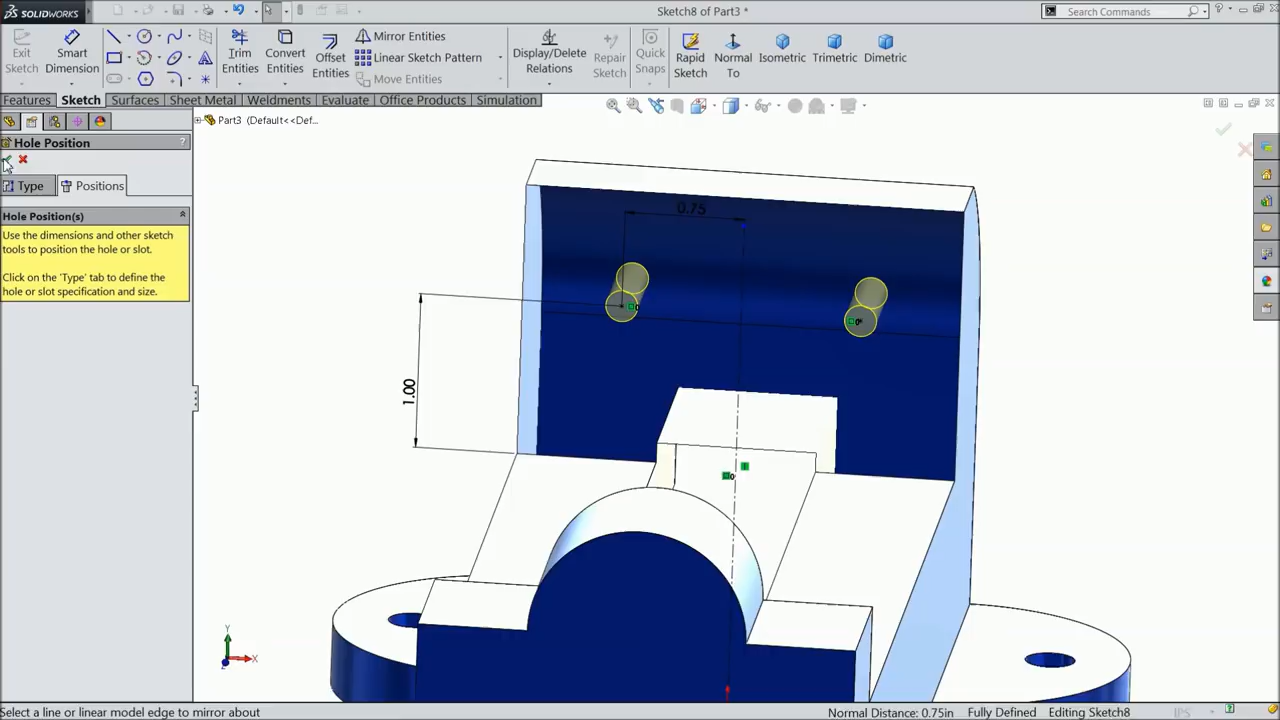 SOLIDWORKS
Sketch8 of Part3 *
Search Commands
Exit Sketch
Smart Dimension
Trim Entities
Convert Entities
Offset Entities
Mirror Entities
Linear Sketch Pattern
Move Entities
Display/Delete Relations
Repair Sketch
Quick Snaps
Rapid Sketch
Normal To
Isometric
Trimetric
Dimetric
Features
Sketch
Surfaces
Sheet Metal
Weldments
Evaluate
Office Products
Simulation
Part3 (Default<<Def...
Hole Position
?
Type
Positions
Hole Position(s)
Use the dimensions and other sketch
tools to position the hole or slot.
Click on the 'Type' tab to define the
hole or slot specification and size.
0.75
1.00
Y
X
Z
Select a line or linear model edge to mirror about
Normal Distance: 0.75in
Fully Defined
Editing Sketch8
IPS